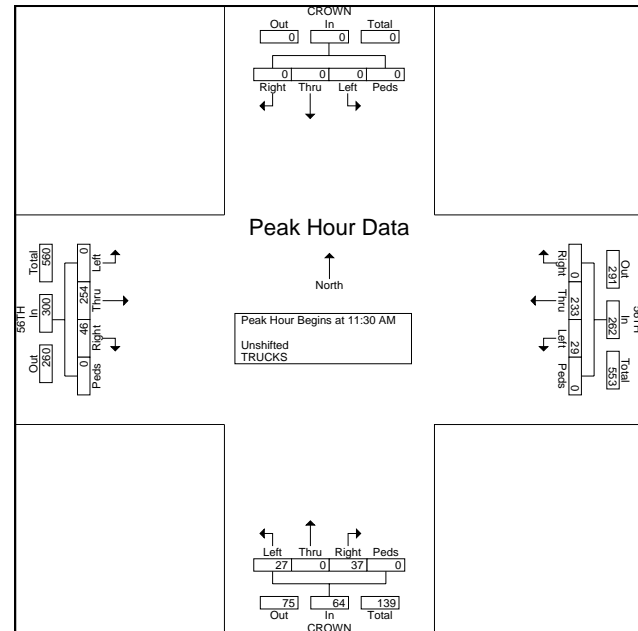 CROWN
Out In Total
0 0 0
0 0 0 0
Right Thru Left Peds
Peak Hour Data
North
Peak Hour Begins at 11:30 AM
Unshifted
TRUCKS
56TH
Total In Out
560 300 260
0 254 46 0
Left Thru Right Peds
Right Thru Left Peds
0 233 29 0
Out In Total
291 262 553
56TH
Left Thru Right Peds
27 0 37 0
75 64 139
Out In Total
CROWN